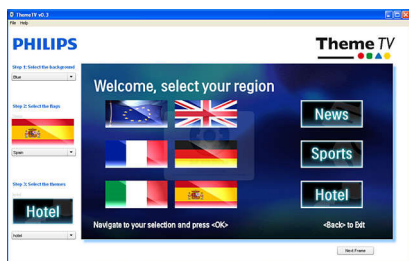 ThemeTV v0.3
File Help
PHILIPS
Theme TV
Step 1: Select the background
Blue
Step 2: Select the flags
Spain
Step 3: Select the themes
Hotel
Hotel
Welcome, select your region
News
Sports
Hotel
Navigate to your selection and press <OK>
<Back> to Exit
Next Frame